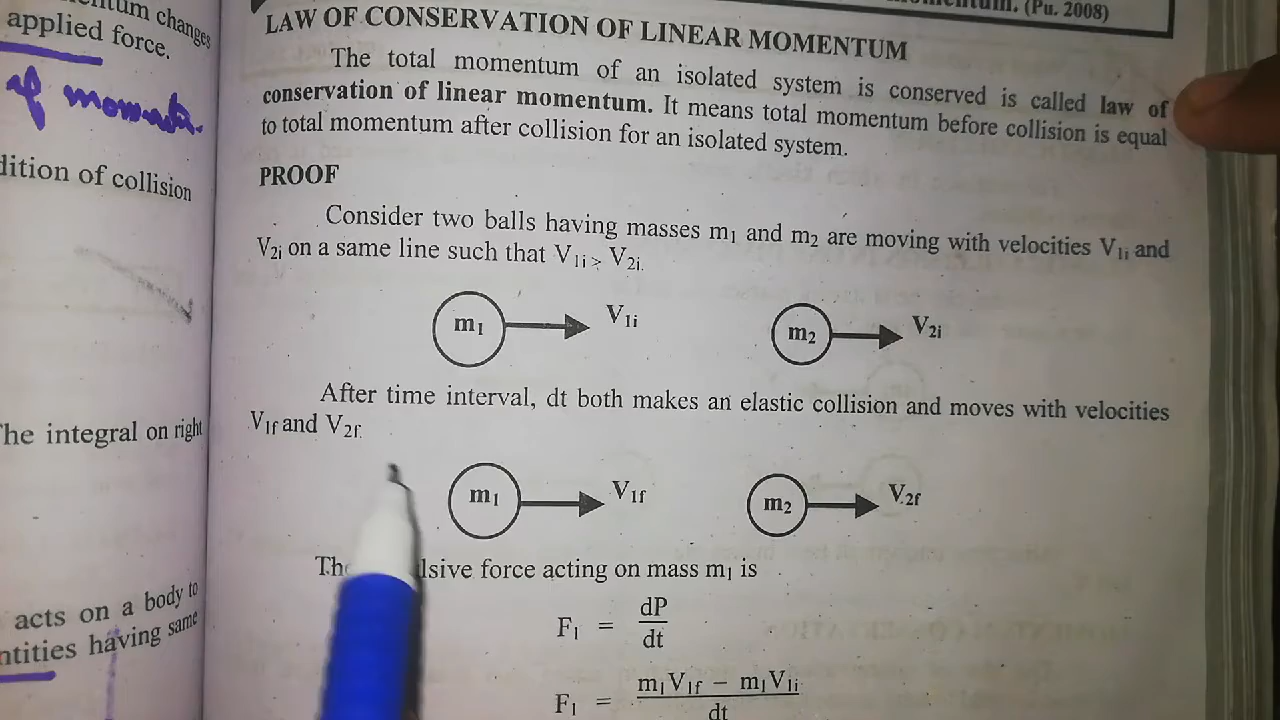 ntum changes
applied force.
of momentum.
dition of collision
The integral on right
acts on a body to
ntities having same
momentum. (Pu. 2008)
LAW OF CONSERVATION OF LINEAR MOMENTUM
The total momentum of an isolated system is conserved is called law of
conservation of linear momentum. It means total momentum before collision is equal
to total momentum after collision for an isolated system.
PROOF
Consider two balls having masses m₁ and m₂ are moving with velocities V₁ᵢ and
V₂ᵢ on a same line such that V₁ᵢ > V₂ᵢ.
m₁ V₁ᵢ m₂ V₂ᵢ
After time interval, dt both makes an elastic collision and moves with velocities
V1f and V2f.
m₁ V1f m₂ V2f
force acting on mass m₁ is
F₁ = dP/dt
F₁ = m₁V1f − m₁V₁ᵢ / dt